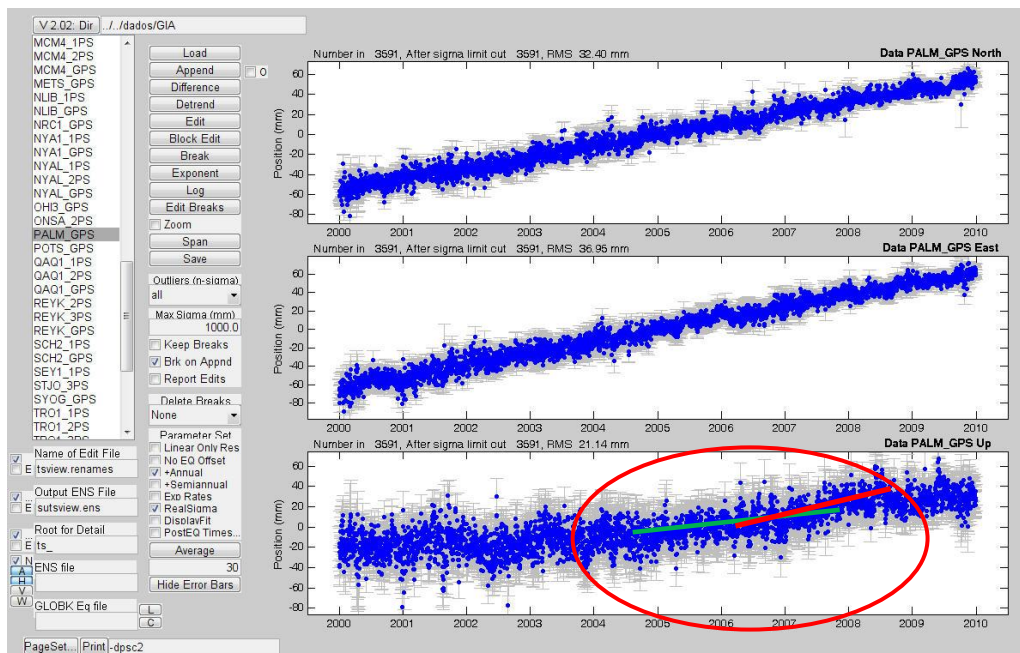 V 2.02: Dir ../../dados/GIA
MCM4_1PS
MCM4_2PS
MCM4_GPS
METS_GPS
NLIB_1PS
NLIB_GPS
NRC1_GPS
NYA1_1PS
NYA1_GPS
NYAL_1PS
NYAL_2PS
NYAL_GPS
OHI3_GPS
ONSA_2PS
PALM_GPS
POTS_GPS
QAQ1_1PS
QAQ1_2PS
QAQ1_GPS
REYK_2PS
REYK_3PS
REYK_GPS
SCH2_1PS
SCH2_GPS
SEY1_1PS
STJO_3PS
SYOG_GPS
TRO1_1PS
TRO1_2PS
TRO1_GPS
Name of Edit File
E tsview.renames
Output ENS File
E sutsview.ens
Root for Detail
E ts_
N
ENS file
A
H
V
W
GLOBK Eq file
L
C
PageSet... Print -dpsc2
Load
Append O
Difference
Detrend
Edit
Block Edit
Break
Exponent
Log
Edit Breaks
Zoom
Span
Save
Outliers (n-sigma)
all
Max Sigma (mm)
1000.0
Keep Breaks
Brk on Appnd
Report Edits
Delete Breaks
None
Parameter Set
Linear Only Res
No EQ Offset
+Annual
+Semiannual
Exp Rates
RealSigma
DisplayFit
PostEQ Times...
Average
30
Hide Error Bars
Number in 3591, After sigma limit out 3591, RMS 32.40 mm Data PALM_GPS North
Position (mm)
60
40
20
0
-20
-40
-60
-80
2000 2001 2002 2003 2004 2005 2006 2007 2008 2009 2010
Number in 3591, After sigma limit out 3591, RMS 36.95 mm Data PALM_GPS East
Position (mm)
60
40
20
0
-20
-40
-60
-80
2000 2001 2002 2003 2004 2005 2006 2007 2008 2009 2010
Number in 3591, After sigma limit out 3591, RMS 21.14 mm Data PALM_GPS Up
Position (mm)
60
40
20
0
-20
-40
-60
-80
2000 2001 2002 2003 2004 2005 2006 2007 2008 2009 2010